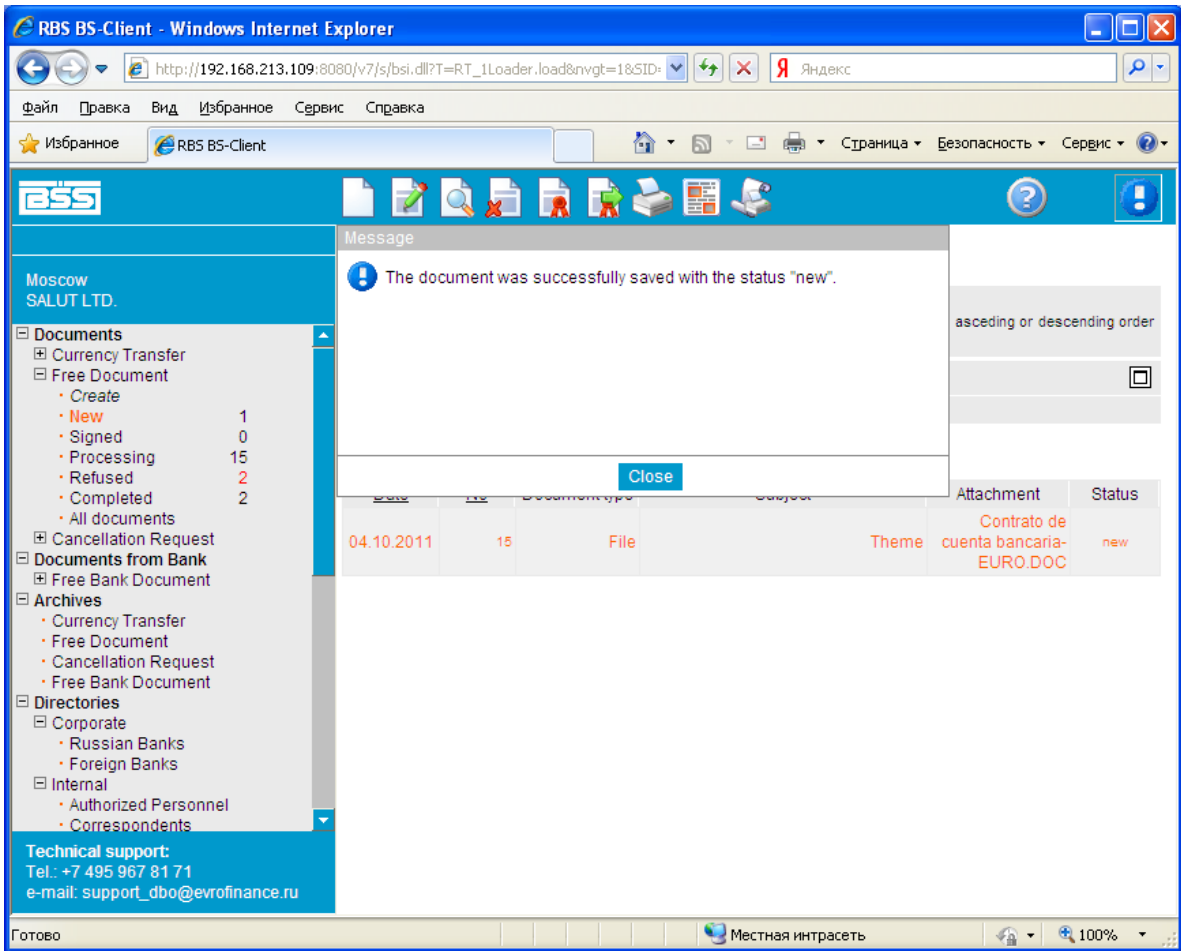 RBS BS-Client - Windows Internet Explorer
http://192.168.213.109:8080/v7/s/bsi.dll?T=RT_1Loader.load&nvgt=1&SID=
Яндекс
Файл Правка Вид Избранное Сервис Справка
Избранное
RBS BS-Client
Страница
Безопасность
Сервис
BSS
Moscow
SALUT LTD.
Documents
Currency Transfer
Free Document
Create
New 1
Signed 0
Processing 15
Refused 2
Completed 2
All documents
Cancellation Request
Documents from Bank
Free Bank Document
Archives
Currency Transfer
Free Document
Cancellation Request
Free Bank Document
Directories
Corporate
Russian Banks
Foreign Banks
Internal
Authorized Personnel
Correspondents
Technical support:
Tel.: +7 495 967 81 71
e-mail: support_dbo@evrofinance.ru
Message
The document was successfully saved with the status "new".
Close
asceding or descending order
Date No Document type Subject Attachment Status
04.10.2011 15 File Theme Contrato de
cuenta bancaria-
EURO.DOC
new
Готово
Местная интрасеть
100%